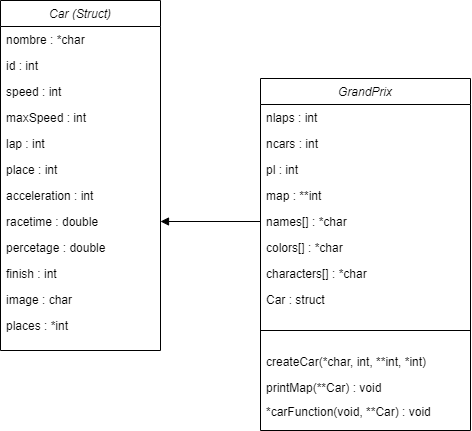 Car (Struct)
nombre : *char
id : int
speed : int
maxSpeed : int
lap : int
place : int
acceleration : int
racetime : double
percetage : double
finish : int
image : char
places : *int
GrandPrix
nlaps : int
ncars : int
pl : int
map : **int
names[] : *char
colors[] : *char
characters[] : *char
Car : struct
createCar(*char, int, **int, *int)
printMap(**Car) : void
*carFunction(void, **Car) : void